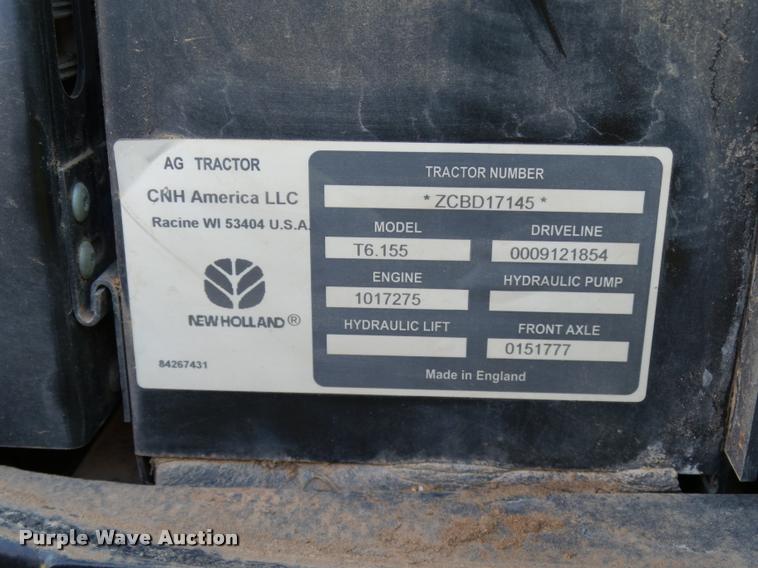 AG TRACTOR
CNH America LLC
Racine WI 53404 U.S.A.
NEW HOLLAND®
84267431
TRACTOR NUMBER
* ZCBD17145 *
MODEL DRIVELINE
T6.155 0009121854
ENGINE HYDRAULIC PUMP
1017275
HYDRAULIC LIFT FRONT AXLE
0151777
Made in England
Purple Wave Auction